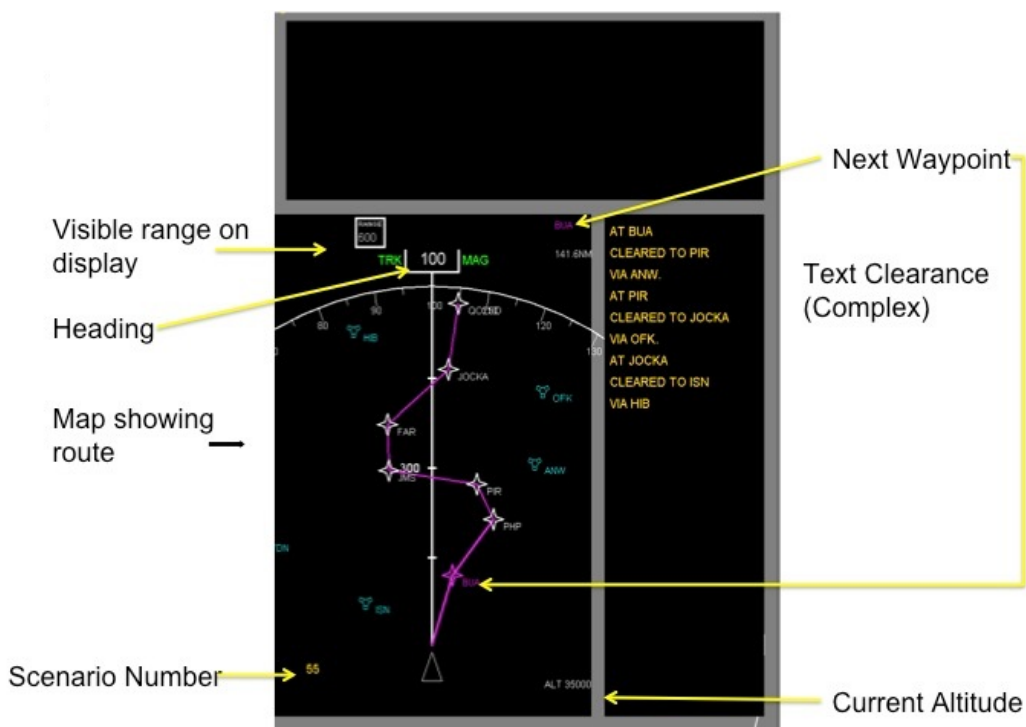 Next Waypoint
Visible range on
display
RANGE
600
BUA
141.6NM
TRK 100 MAG
AT BUA
CLEARED TO PIR
VIA ANW.
AT PIR
CLEARED TO JOCKA
VIA OFK.
AT JOCKA
CLEARED TO ISN
VIA HIB
Text Clearance
(Complex)
Heading
80
90
100
120
130
HIB
JOCKA
OFK
Map showing
route
FAR
300
JMS
ANW
PIR
PHP
BUA
ISN
Scenario Number
55
ALT 35000
Current Altitude